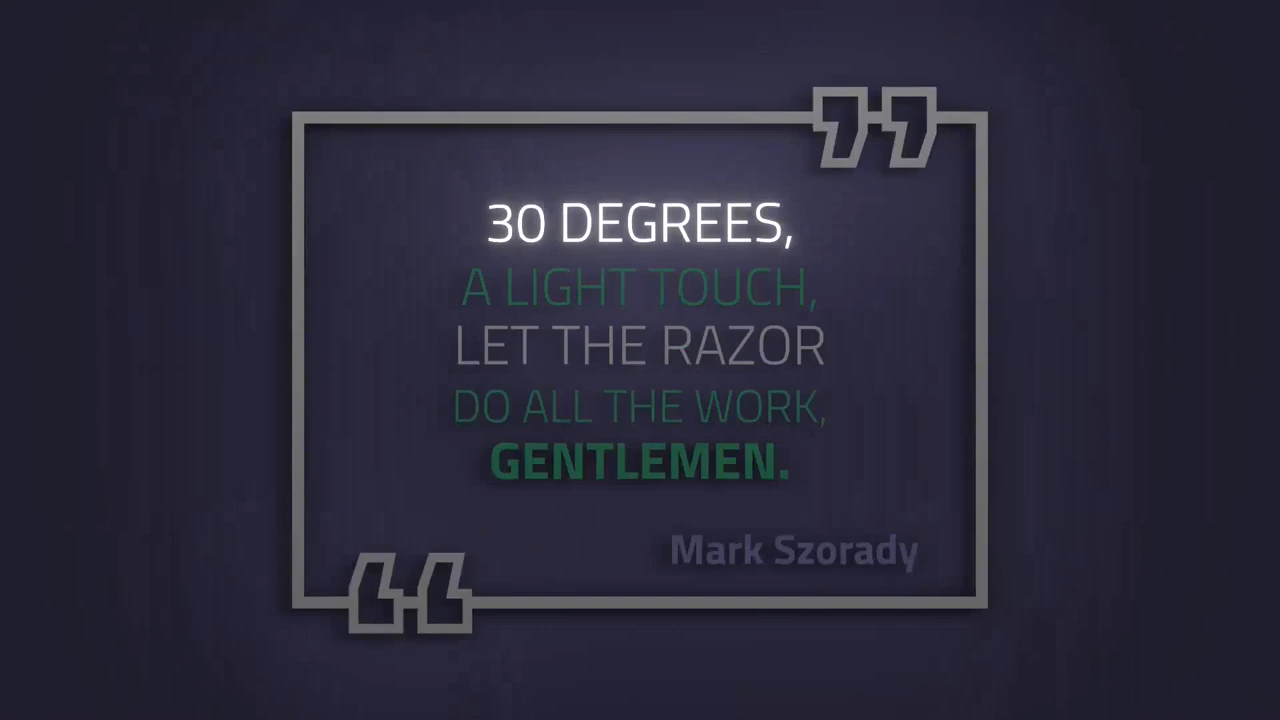 30 DEGREES,
A LIGHT TOUCH,
LET THE RAZOR
DO ALL THE WORK,
GENTLEMEN.
Mark Szorady